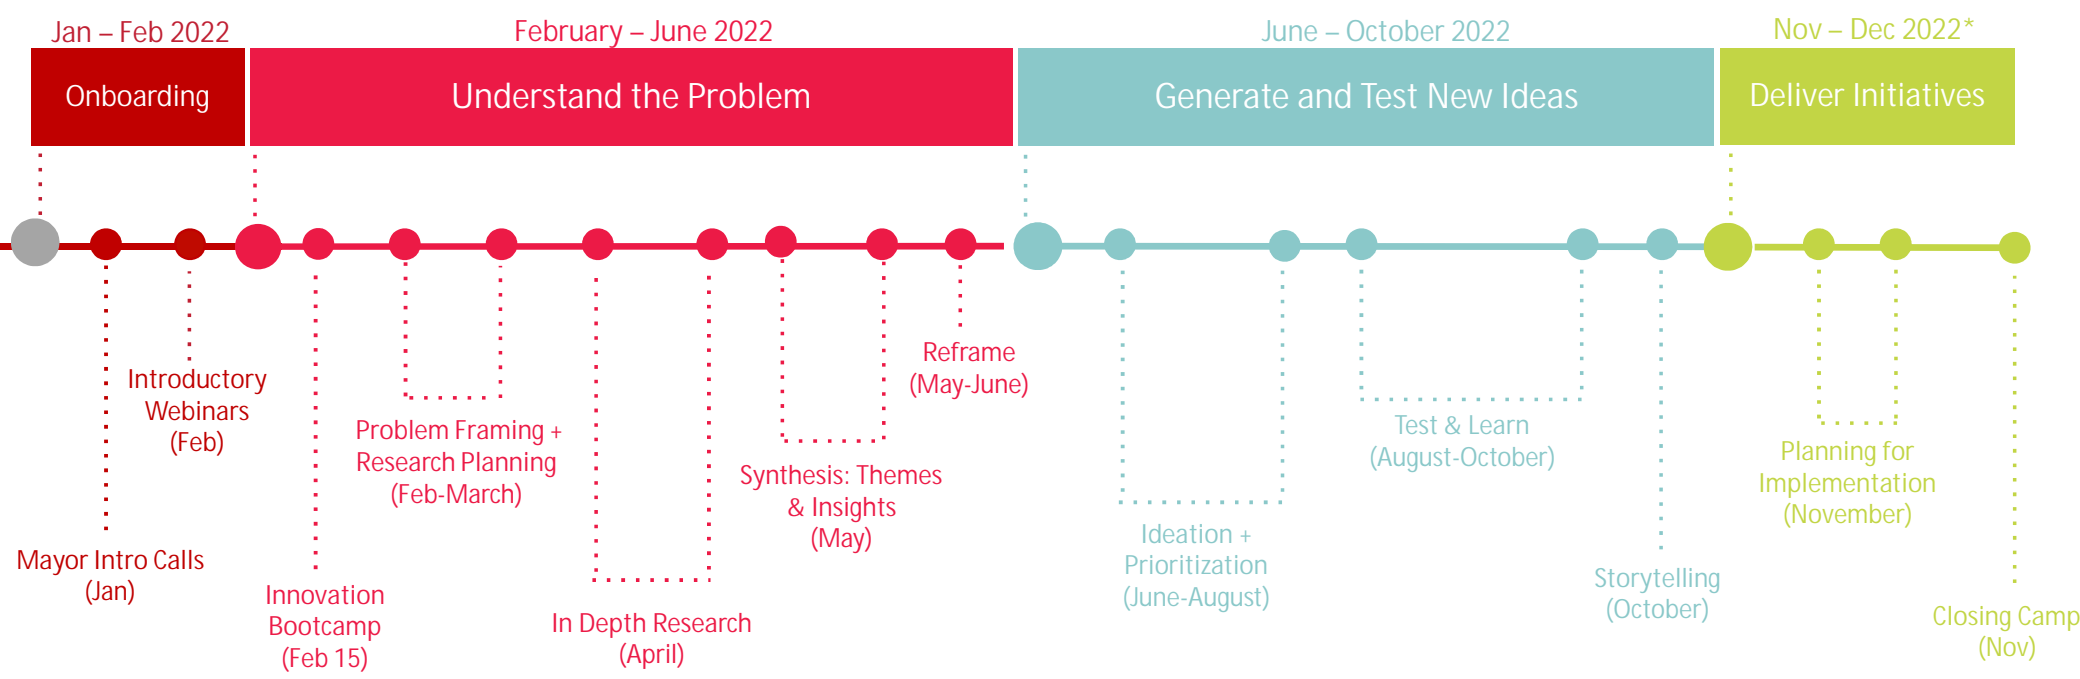 Jan – Feb 2022
February – June 2022
June – October 2022
Nov – Dec 2022*
Onboarding
Understand the Problem
Generate and Test New Ideas
Deliver Initiatives
Mayor Intro Calls
(Jan)
Introductory
Webinars
(Feb)
Innovation
Bootcamp
(Feb 15)
Problem Framing +
Research Planning
(Feb-March)
In Depth Research
(April)
Synthesis: Themes
& Insights
(May)
Reframe
(May-June)
Ideation +
Prioritization
(June-August)
Test & Learn
(August-October)
Storytelling
(October)
Planning for
Implementation
(November)
Closing Camp
(Nov)